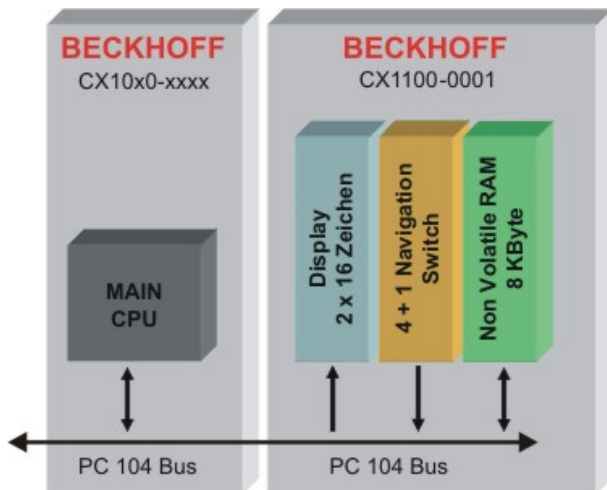 BECKHOFF
CX10x0-xxxx
MAIN
CPU
PC 104 Bus
BECKHOFF
CX1100-0001
Display
2 x 16 Zeichen
4 + 1 Navigation
Switch
Non Volatile RAM
8 KByte
PC 104 Bus